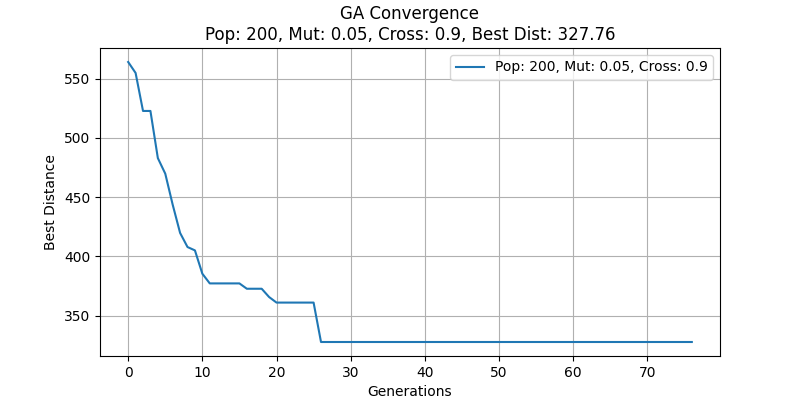 GA Convergence
Pop: 200, Mut: 0.05, Cross: 0.9, Best Dist: 327.76
Pop: 200, Mut: 0.05, Cross: 0.9
550
500
450
400
350
Best Distance
0 10 20 30 40 50 60 70
Generations